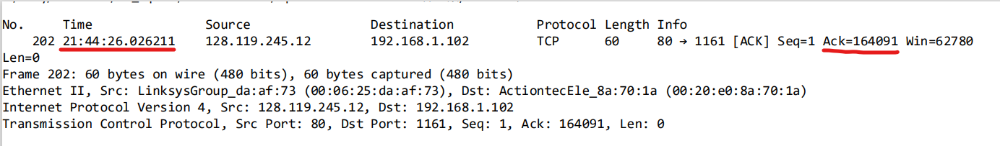 No. Time Source Destination Protocol Length Info
202 21:44:26.026211 128.119.245.12 192.168.1.102 TCP 60 80 → 1161 [ACK] Seq=1 Ack=164091 Win=62780
Len=0
Frame 202: 60 bytes on wire (480 bits), 60 bytes captured (480 bits)
Ethernet II, Src: LinksysGroup_da:af:73 (00:06:25:da:af:73), Dst: ActiontecEle_8a:70:1a (00:20:e0:8a:70:1a)
Internet Protocol Version 4, Src: 128.119.245.12, Dst: 192.168.1.102
Transmission Control Protocol, Src Port: 80, Dst Port: 1161, Seq: 1, Ack: 164091, Len: 0